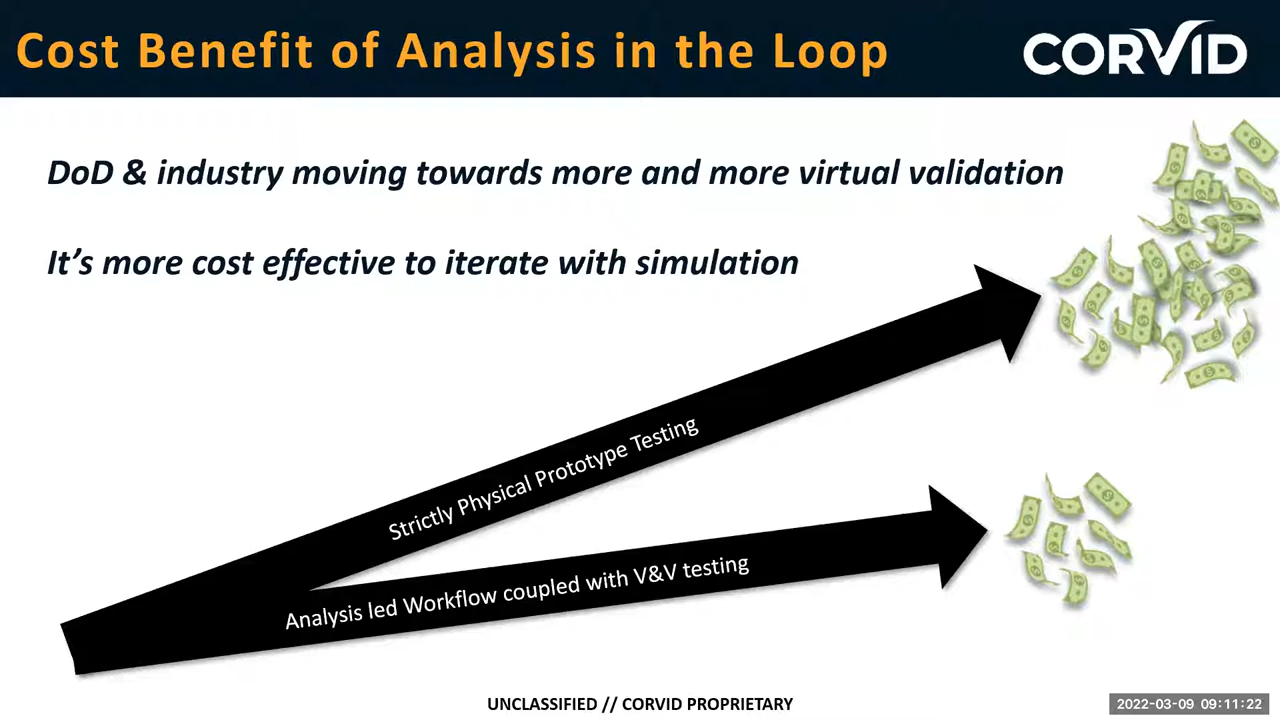 Cost Benefit of Analysis in the Loop
CORVID
DoD & industry moving towards more and more virtual validation
It’s more cost effective to iterate with simulation
Strictly Physical Prototype Testing
Analysis led Workflow coupled with V&V testing
UNCLASSIFIED // CORVID PROPRIETARY
2022-03-09 09:11:22